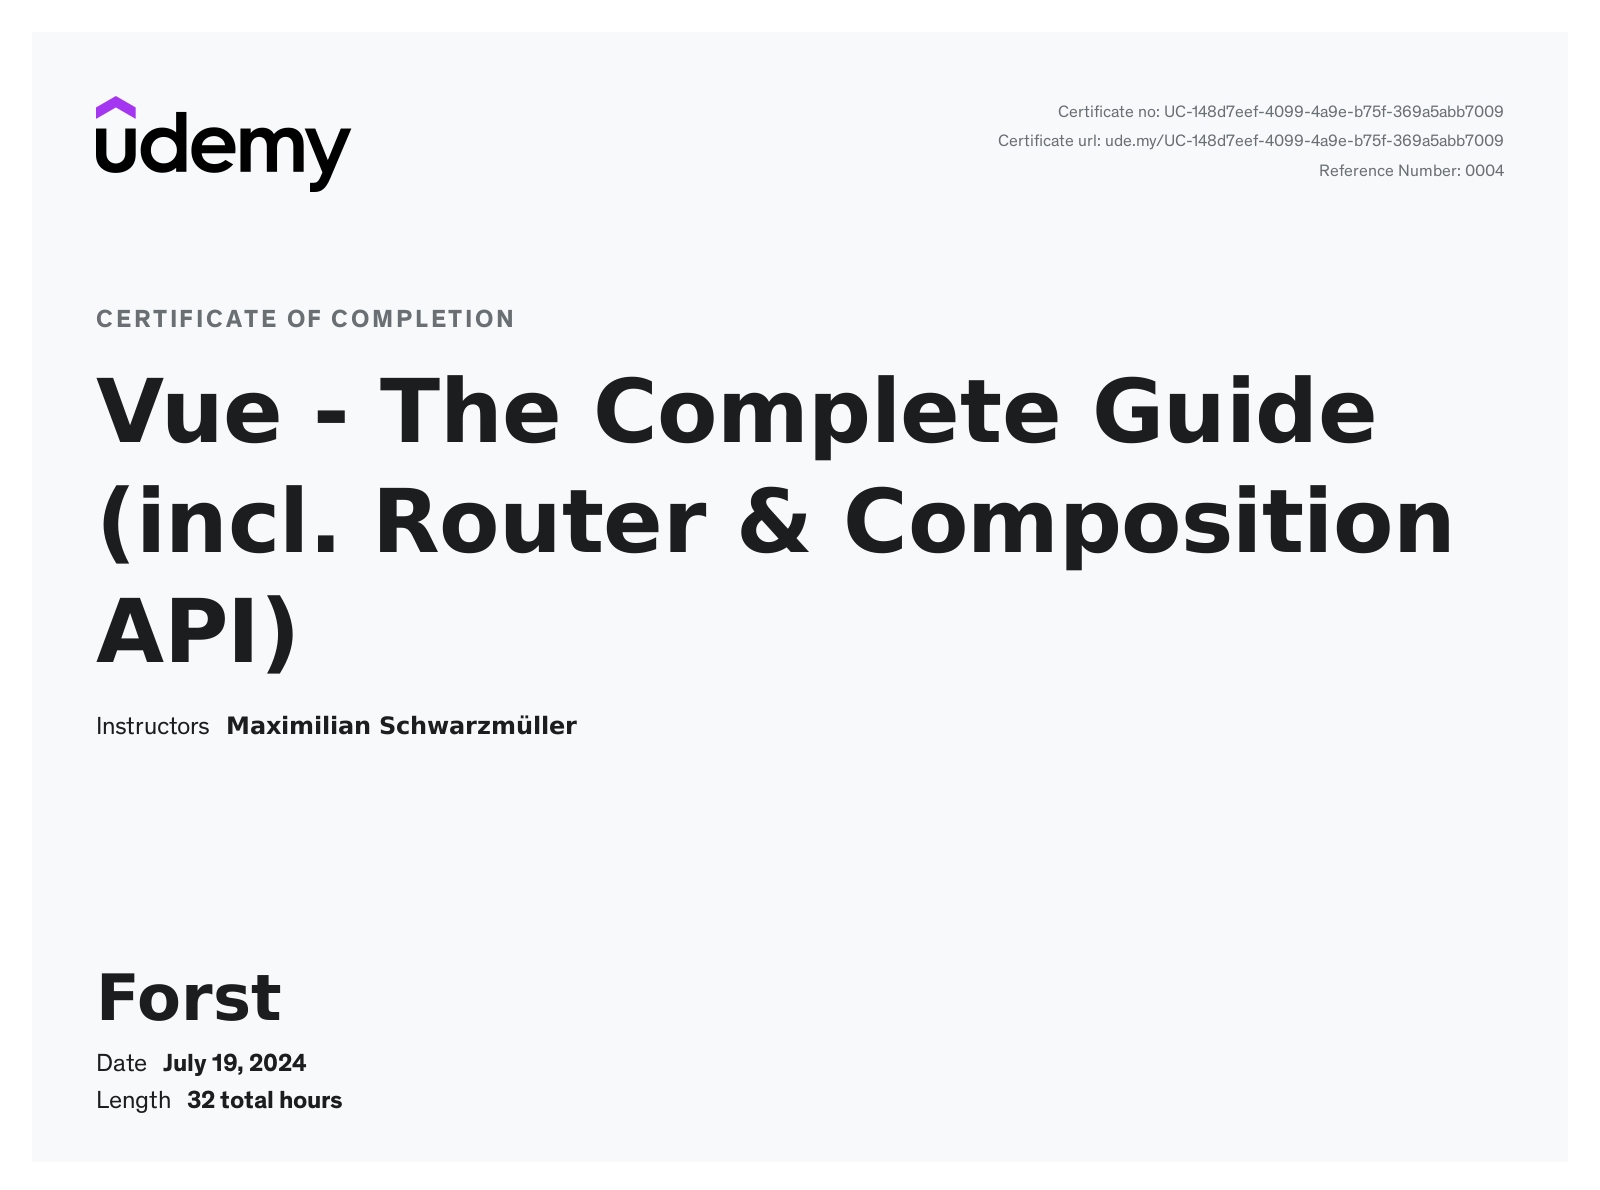 udemy
Certificate no: UC-148d7eef-4099-4a9e-b75f-369a5abb7009
Certificate url: ude.my/UC-148d7eef-4099-4a9e-b75f-369a5abb7009
Reference Number: 0004
CERTIFICATE OF COMPLETION
Vue - The Complete Guide
(incl. Router & Composition
API)
Instructors Maximilian Schwarzmüller
Forst
Date July 19, 2024
Length 32 total hours